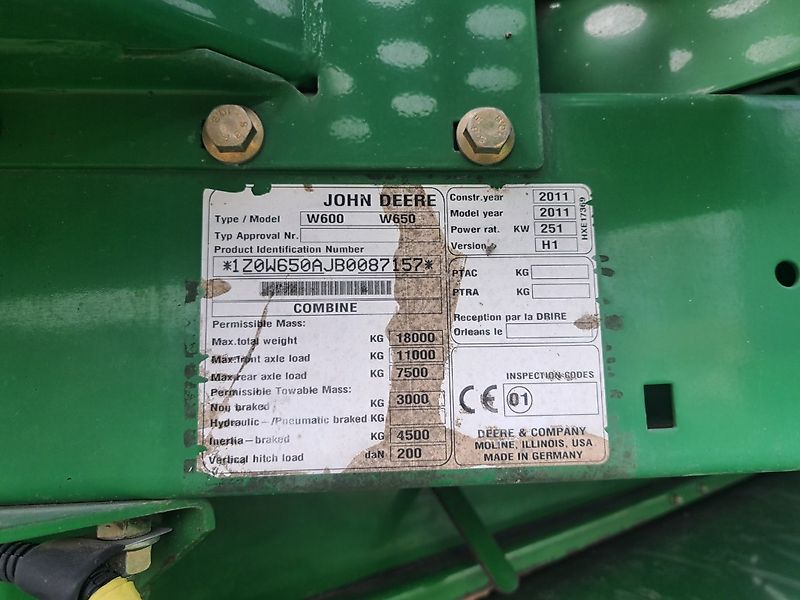 JOHN DEERE
Type / Model W600 W650
Typ Approval Nr.
Product Identification Number
*1Z0W650AJB0087157*
COMBINE
Permissible Mass:
Max.total weight KG 18000
Max.front axle load KG 11000
Max.rear axle load KG 7500
Permissible Towable Mass:
Non braked KG 3000
Hydraulic-/Pneumatic braked KG
Inertia-braked KG 4500
Vertical hitch load daN 200
Constr.year 2011
Model year 2011
Power rat. KW 251
Version H1
HXE17369
PTAC KG
PTRA KG
Reception par la DRIRE
Orleans le
INSPECTION CODES
CE 01
DEERE & COMPANY
MOLINE, ILLINOIS, USA
MADE IN GERMANY